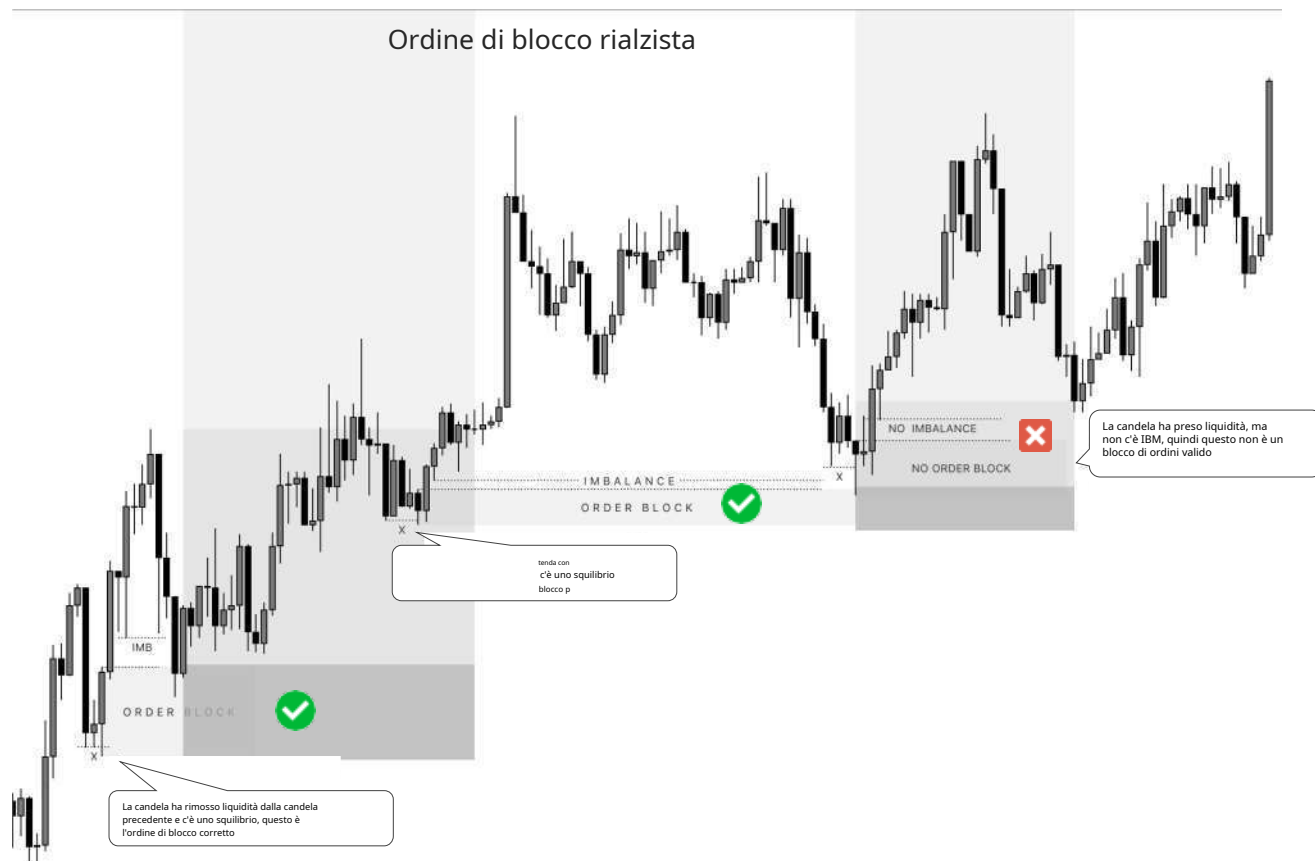 Ordine di blocco rialzista
NO IMBALANCE
NO ORDER BLOCK
La candela ha preso liquidità, ma
non c'è IBM, quindi questo non è un
blocco di ordini valido
X
IMBALANCE
ORDER BLOCK
X
tenda con
c'è uno squilibrio
blocco p
IMB
ORDER BLOCK
X
La candela ha rimosso liquidità dalla candela
precedente e c'è uno squilibrio, questo è
l'ordine di blocco corretto